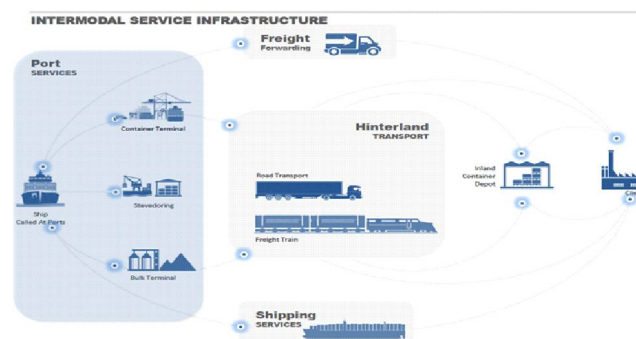 INTERMODAL SERVICE INFRASTRUCTURE
Freight
Forwarding
Port
SERVICES
Container Terminal
Hinterland
TRANSPORT
Road Transport
Inland
Container
Depot
Stevedoring
Ship
Called At Ports
Freight Train
Bulk Terminal
Shipping
SERVICES